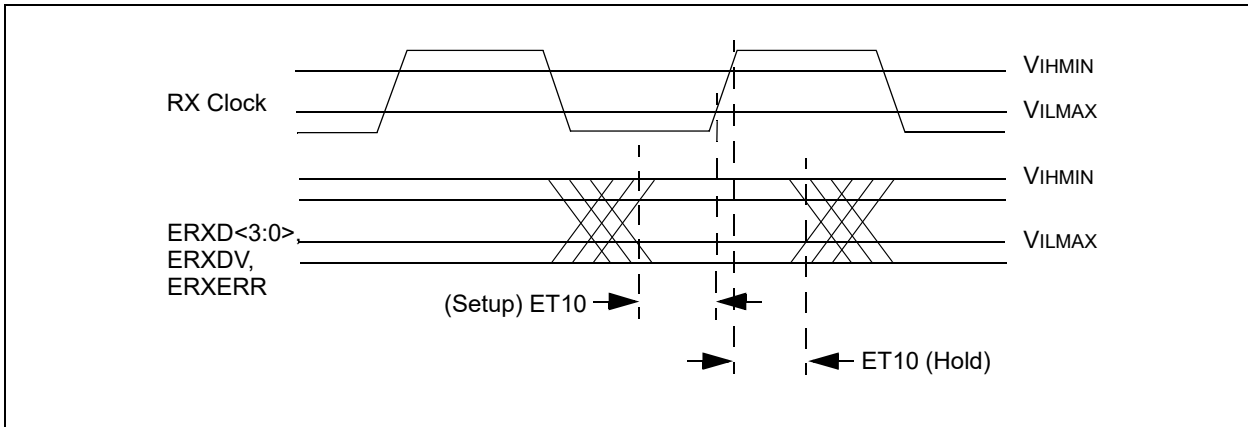 VIHMIN
RX Clock
VILMAX
VIHMIN
ERXD<3:0>,
ERXDV,
ERXERR
VILMAX
(Setup) ET10
ET10 (Hold)